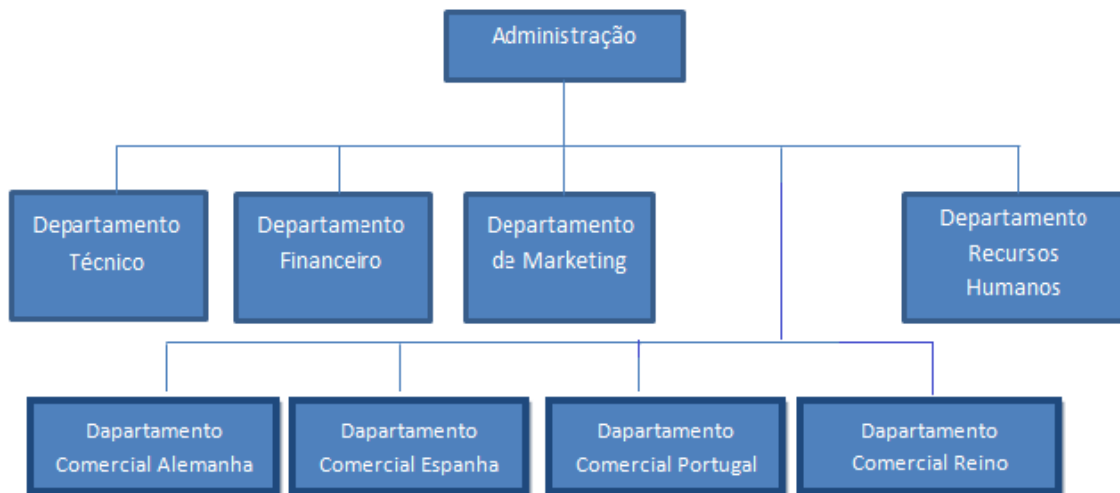 Administração
Departamento
Técnico
Departamento
Financeiro
Departamento
de Marketing
Departamento
Recursos
Humanos
Dapartamento
Comercial Alemanha
Dapartamento
Comercial Espanha
Dapartamento
Comercial Portugal
Dapartamento
Comercial Reino